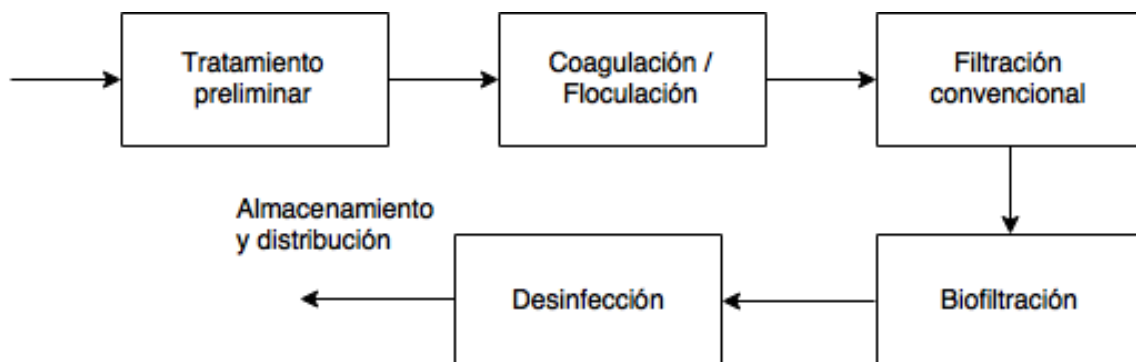 Tratamiento
preliminar
Coagulación /
Floculación
Filtración
convencional
Almacenamiento
y distribución
Desinfección
Biofiltración